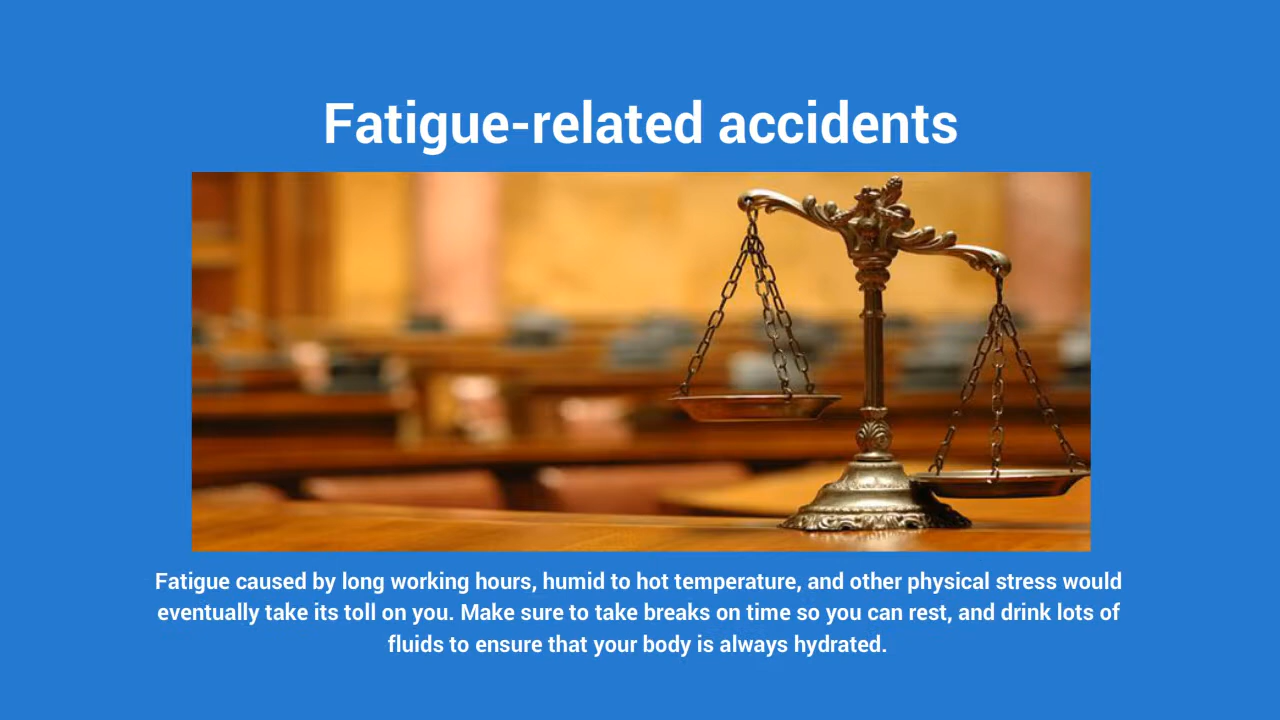 Fatigue-related accidents
Fatigue caused by long working hours, humid to hot temperature, and other physical stress would
eventually take its toll on you. Make sure to take breaks on time so you can rest, and drink lots of
fluids to ensure that your body is always hydrated.